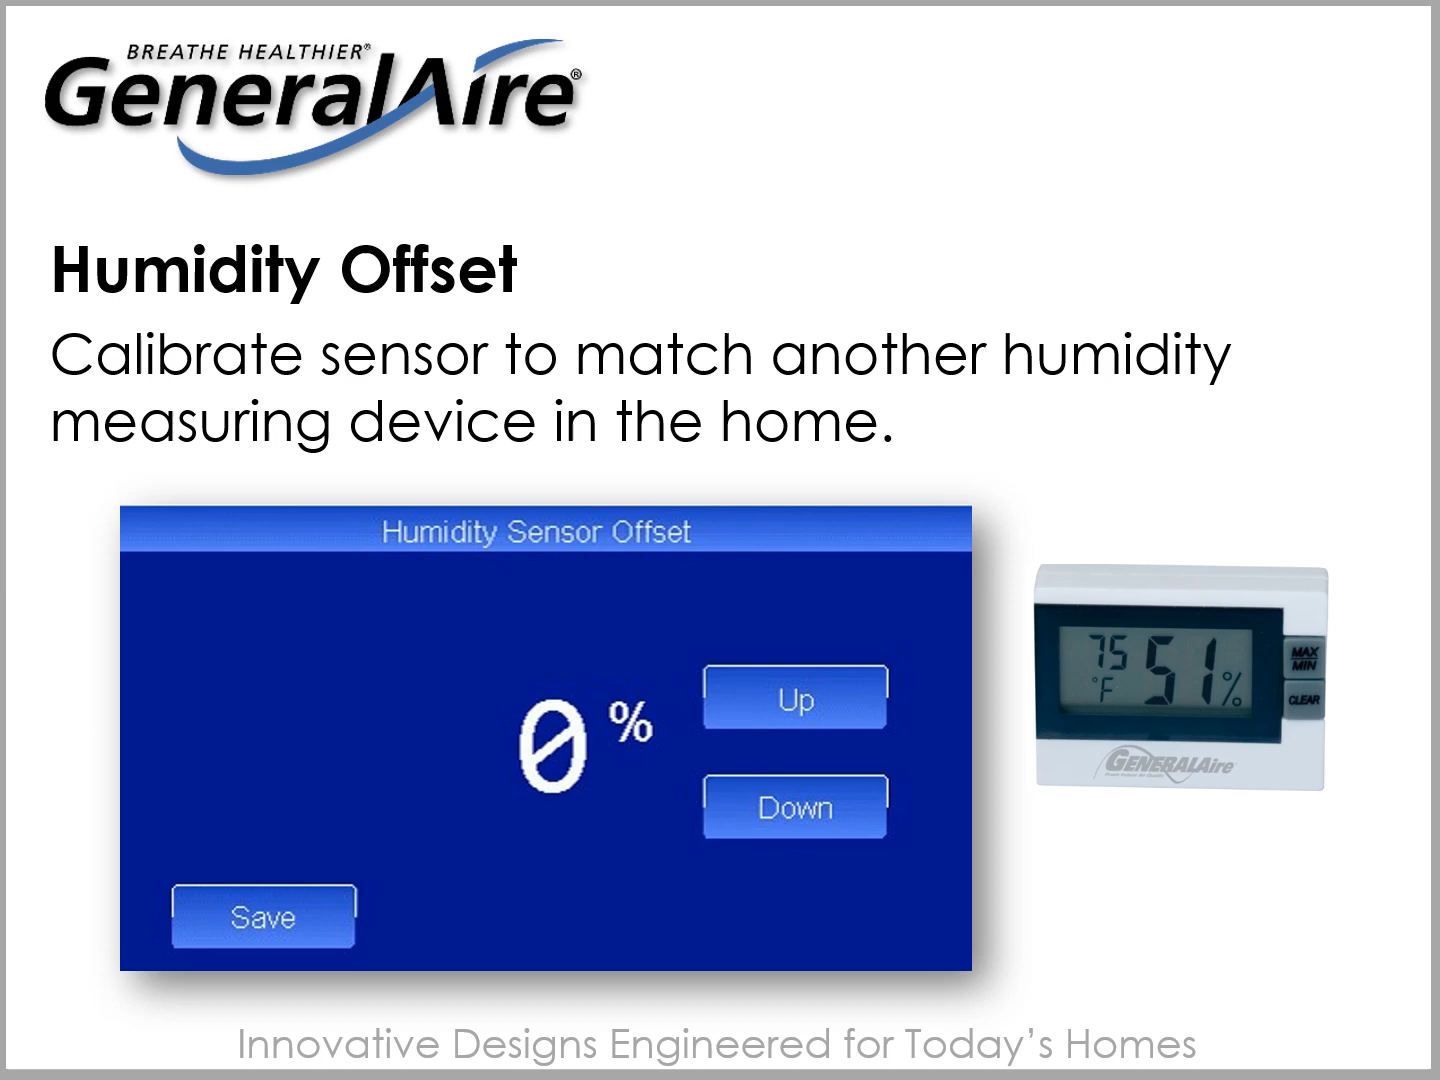 BREATHE HEALTHIER®
GeneralAire®
Humidity Offset
Calibrate sensor to match another humidity
measuring device in the home.
Humidity Sensor Offset
0 %
Up
Down
Save
75 °F 51 %
MAX
MIN
CLEAR
GENERALAire
Innovative Designs Engineered for Today’s Homes